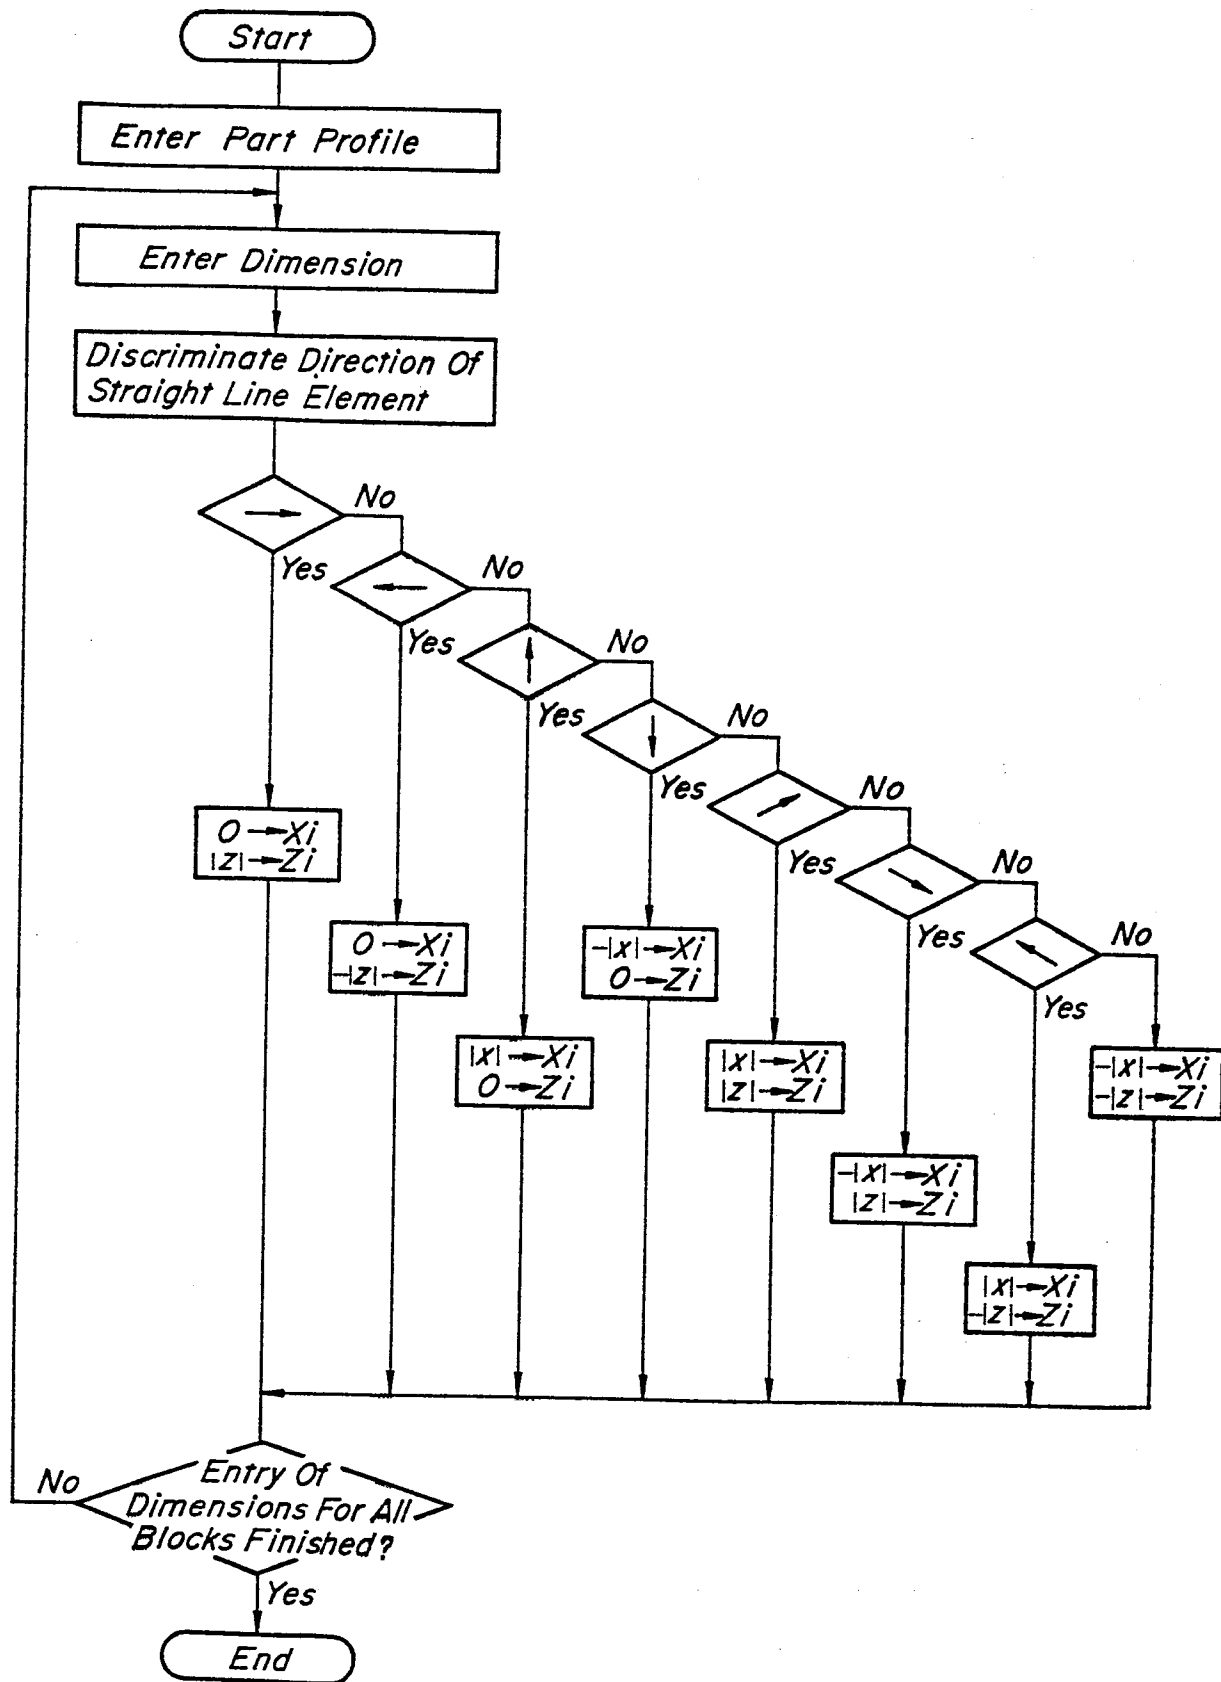 Start
Enter Part Profile
Enter Dimension
Discriminate Direction Of
Straight Line Element
No
Yes
No
Yes
No
Yes
No
Yes
No
Yes
No
Yes
No
Yes
O → Xi
|z| → Zi
O → Xi
-|z| → Zi
|x| → Xi
O → Zi
-|x| → Xi
O → Zi
|x| → Xi
|z| → Zi
-|x| → Xi
|z| → Zi
|x| → Xi
-|z| → Zi
-|x| → Xi
-|z| → Zi
No
Entry Of
Dimensions For All
Blocks Finished?
Yes
End